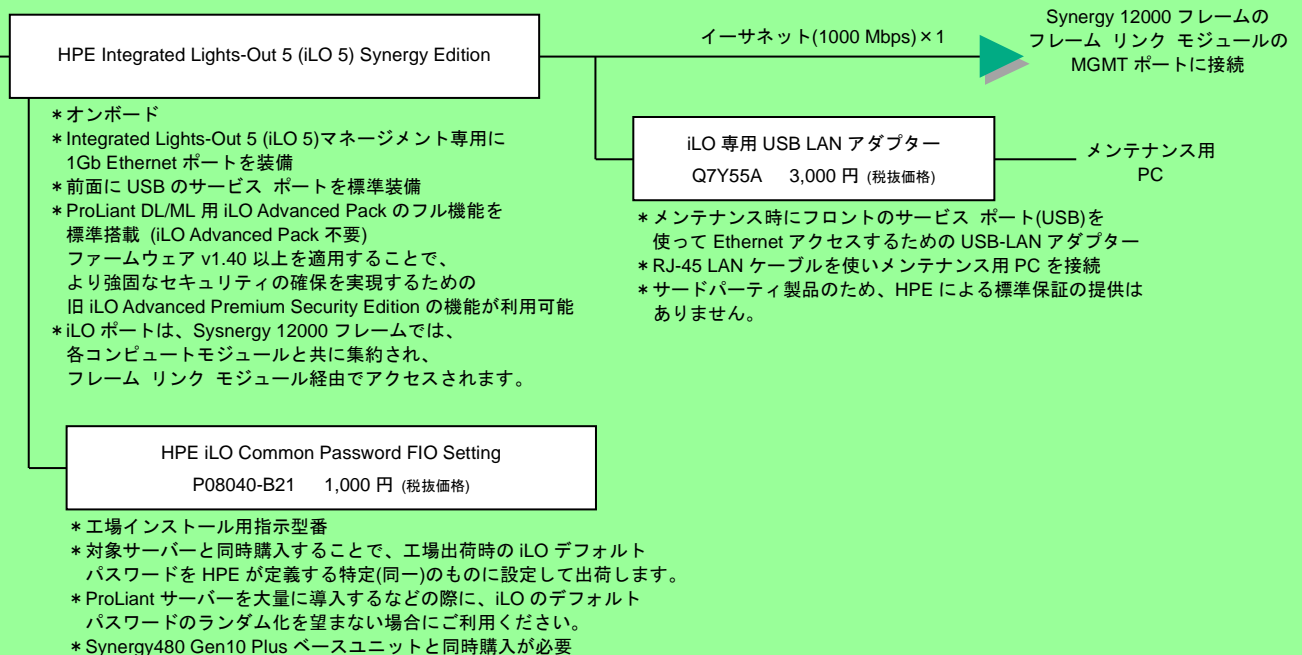 HPE Integrated Lights-Out 5 (iLO 5) Synergy Edition
イーサネット(1000 Mbps)×1
Synergy 12000 フレームの
フレーム リンク モジュールの
MGMT ポートに接続
*オンボード
*Integrated Lights-Out 5 (iLO 5)マネージメント専用に
1Gb Ethernet ポートを装備
*前面に USB のサービス ポートを標準装備
*ProLiant DL/ML 用 iLO Advanced Pack のフル機能を
標準搭載 (iLO Advanced Pack 不要)
ファームウェア v1.40 以上を適用することで、
より強固なセキュリティの確保を実現するための
旧 iLO Advanced Premium Security Edition の機能が利用可能
*iLO ポートは、Sysnergy 12000 フレームでは、
各コンピュートモジュールと共に集約され、
フレーム リンク モジュール経由でアクセスされます。
iLO 専用 USB LAN アダプター
Q7Y55A 3,000 円 (税抜価格)
メンテナンス用
PC
*メンテナンス時にフロントのサービス ポート(USB)を
使って Ethernet アクセスするための USB-LAN アダプター
*RJ-45 LAN ケーブルを使いメンテナンス用 PC を接続
*サードパーティ製品のため、HPE による標準保証の提供は
ありません。
HPE iLO Common Password FIO Setting
P08040-B21 1,000 円 (税抜価格)
*工場インストール用指示型番
*対象サーバーと同時購入することで、工場出荷時の iLO デフォルト
パスワードを HPE が定義する特定(同一)のものに設定して出荷します。
*ProLiant サーバーを大量に導入するなどの際に、iLO のデフォルト
パスワードのランダム化を望まない場合にご利用ください。
*Synergy480 Gen10 Plus ベースユニットと同時購入が必要